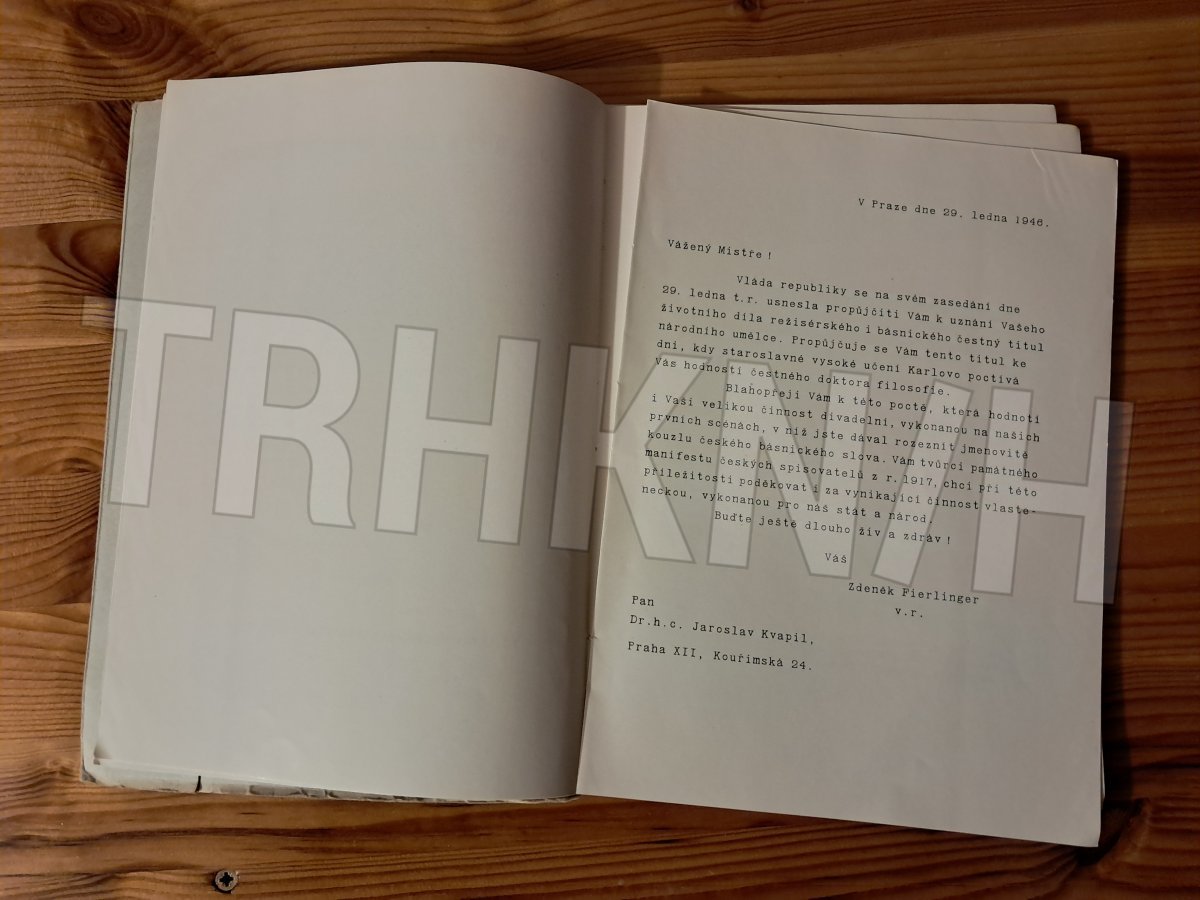 V Praze dne 29. ledna 1946.
Vážený Mistře !
Vláda republiky se na svém zasedání dne
29. ledna t.r. usnesla propůjčiti Vám k uznání Vašeho
životního díla režisérského i básnického čestný titul
národního umělce. Propůjčuje se Vám tento titul ke
dni, kdy staroslavné vysoké učení Karlovo poctívá
Vás hodností čestného doktora filosofie.
Blahopřeji Vám k této poctě, která hodnotí
i Vaši velikou činnost divadelní, vykonanou na našich
prvních scénách, v níž jste dával rozeznít jmenovitě
kouzlu českého básnického slova. Vám tvůrci památného
manifestu českých spisovatelů z r. 1917, chci při této
příležitosti poděkovat i za vynikající činnost vlaste-
neckou, vykonanou pro náš stát a národ.
Buďte ještě dlouho živ a zdráv !
Váš
Zdeněk Fierlinger
v.r.
Pan
Dr.h.c. Jaroslav Kvapil,
Praha XII, Kouřimská 24.
TRHKNIH